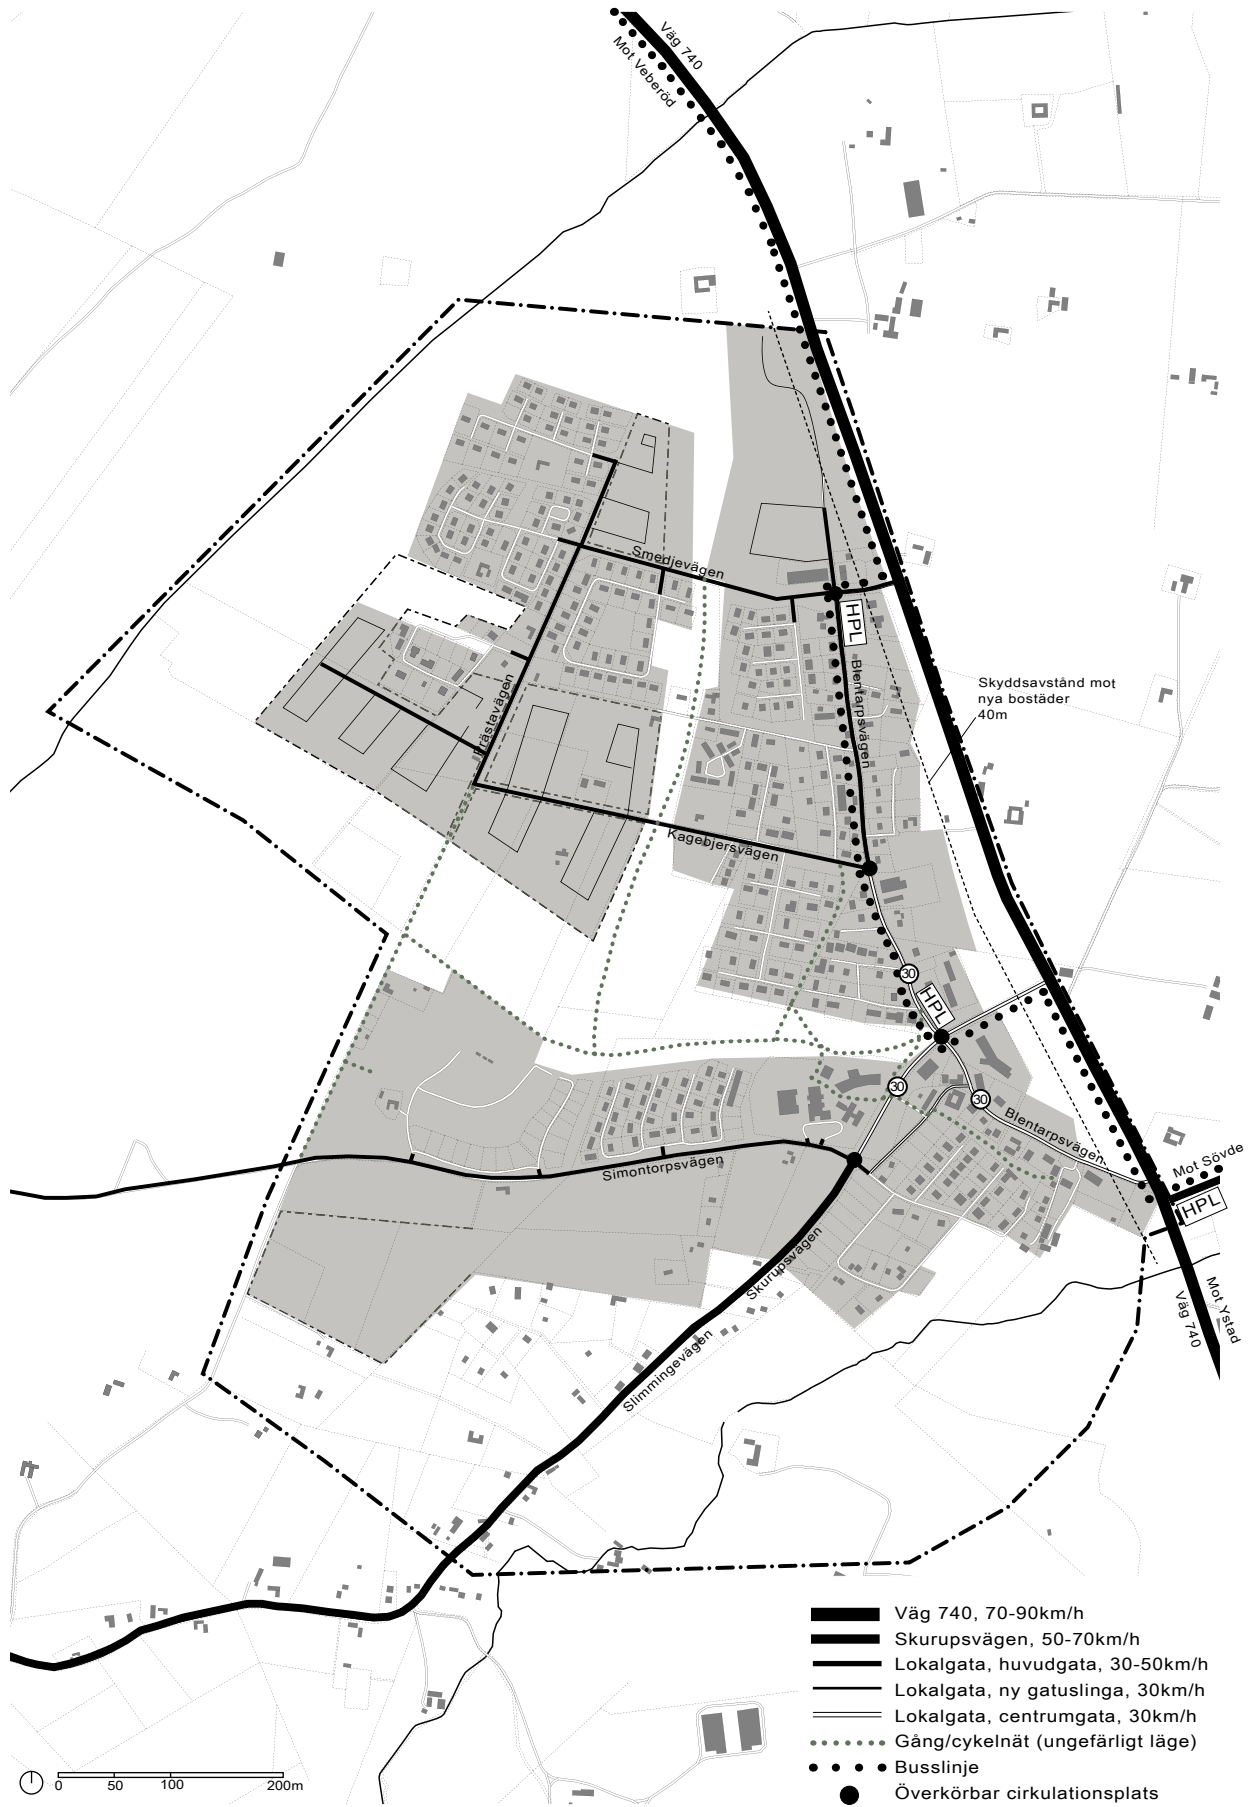 Väg 740
Mot Veberöd
Smedjevägen
HPL
Blentarpsvägen
Skyddsavstånd mot
nya bostäder
40m
Prästavägen
Kagebjersvägen
30
HPL
30
30
Blentarpsvägen
Simontorpsvägen
Mot Sövde
HPL
Skurupsvägen
Slimmingevägen
Väg 740
Mot Ystad
Väg 740, 70-90km/h
Skurupsvägen, 50-70km/h
Lokalgata, huvudgata, 30-50km/h
Lokalgata, ny gatuslinga, 30km/h
Lokalgata, centrumgata, 30km/h
Gång/cykelnät (ungefärligt läge)
Busslinje
Överkörbar cirkulationsplats
0 50 100 200m